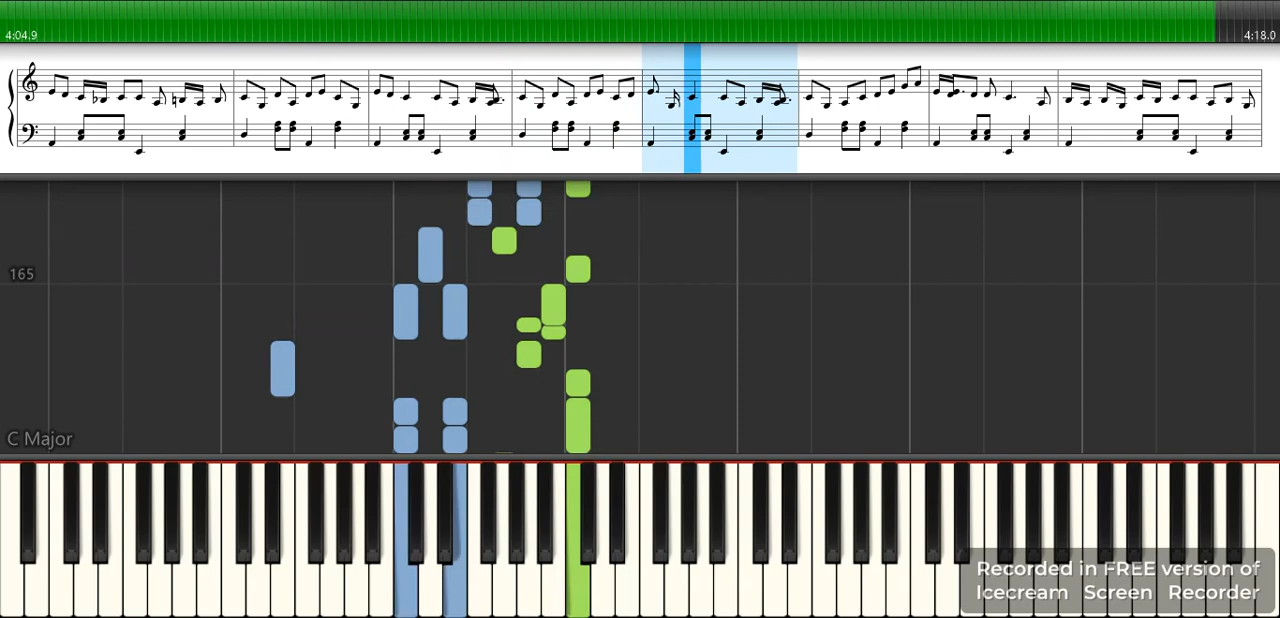 4:04.9
4:18.0
165
C Major
Recorded in FREE version of
Icecream Screen Recorder